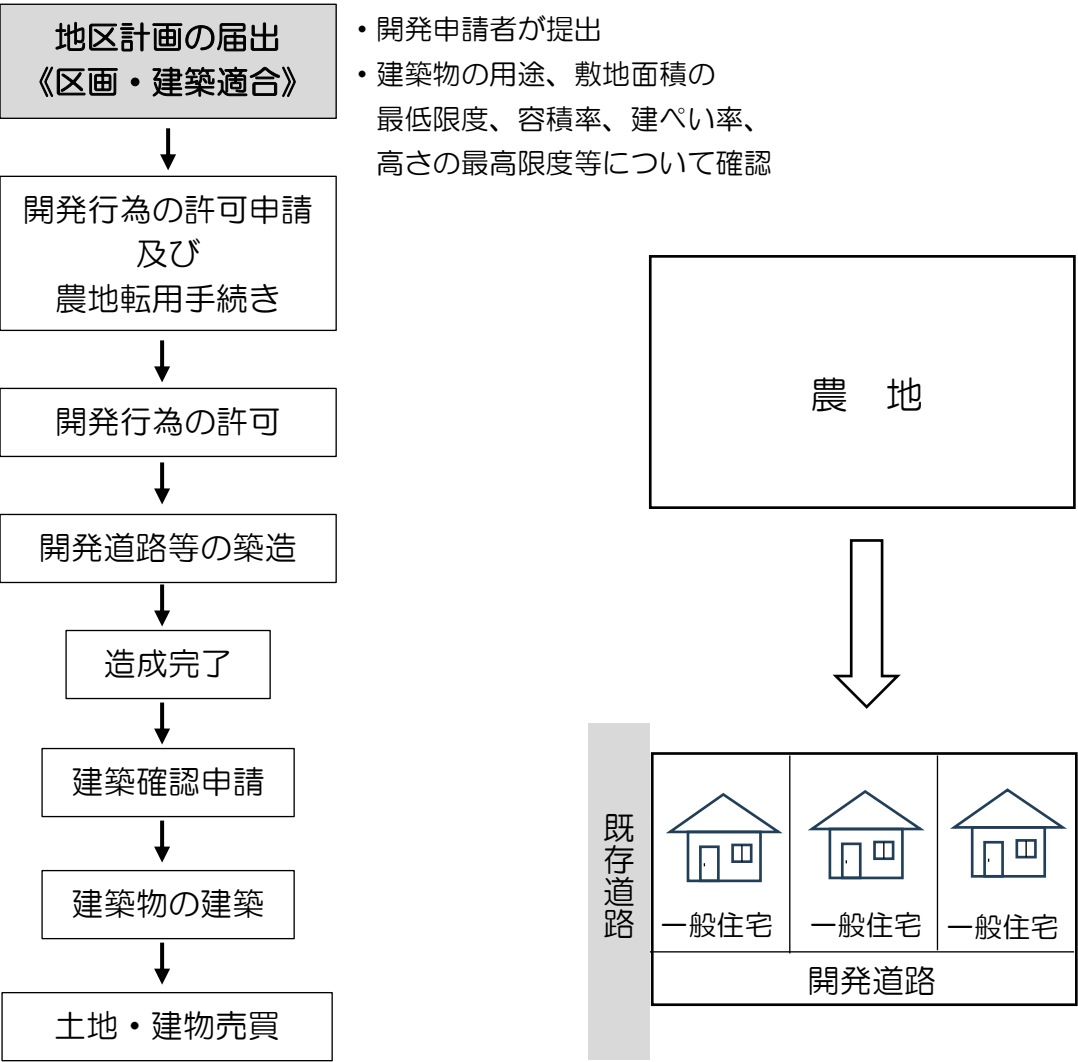 地区計画の届出
《区画・建築適合》
・開発申請者が提出
・建築物の用途、敷地面積の
最低限度、容積率、建ぺい率、
高さの最高限度等について確認
開発行為の許可申請
及び
農地転用手続き
開発行為の許可
開発道路等の築造
造成完了
建築確認申請
建築物の建築
土地・建物売買
農　地
既存道路
一般住宅
一般住宅
一般住宅
開発道路